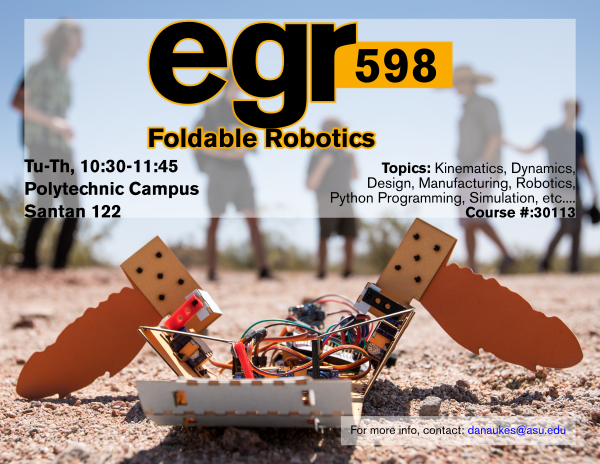 egr 598
Foldable Robotics
Tu-Th, 10:30-11:45
Polytechnic Campus
Santan 122
Topics: Kinematics, Dynamics,
Design, Manufacturing, Robotics,
Python Programming, Simulation, etc....
Course #:30113
For more info, contact: danaukes@asu.edu